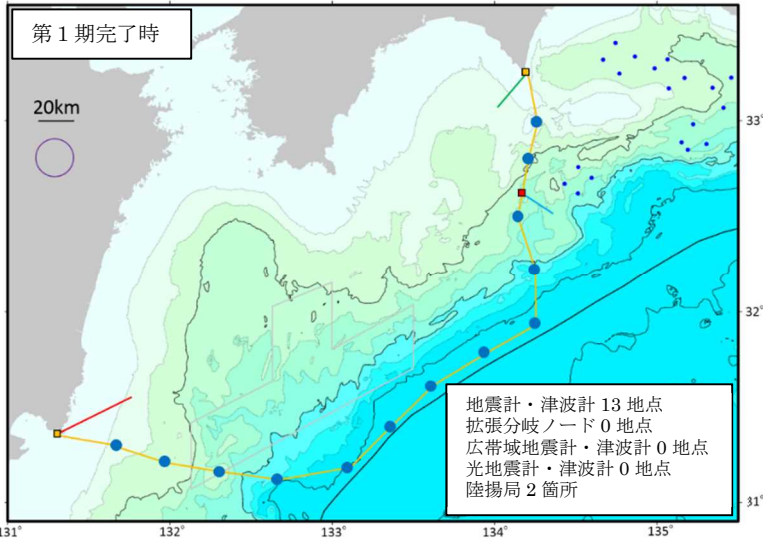 第1期完了時
20km
33°
32°
31°
131°
132°
133°
134°
135°
地震計・津波計 13 地点
拡張分岐ノード 0 地点
広帯域地震計・津波計 0 地点
光地震計・津波計 0 地点
陸揚局 2 箇所